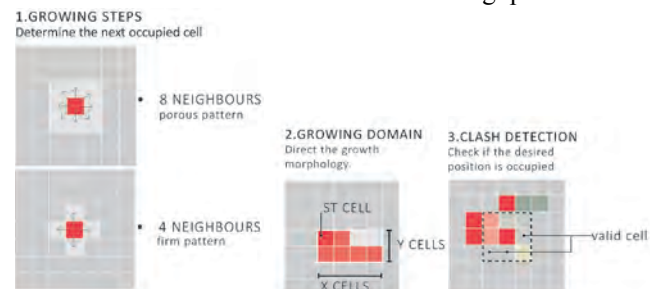 1.GROWING STEPS
Determine the next occupied cell
8 NEIGHBOURS
porous pattern
4 NEIGHBOURS
firm pattern
2.GROWING DOMAIN
Direct the growth
morphology.
ST CELL
Y CELLS
X CELLS
3.CLASH DETECTION
Check if the desired
position is occupied
valid cell